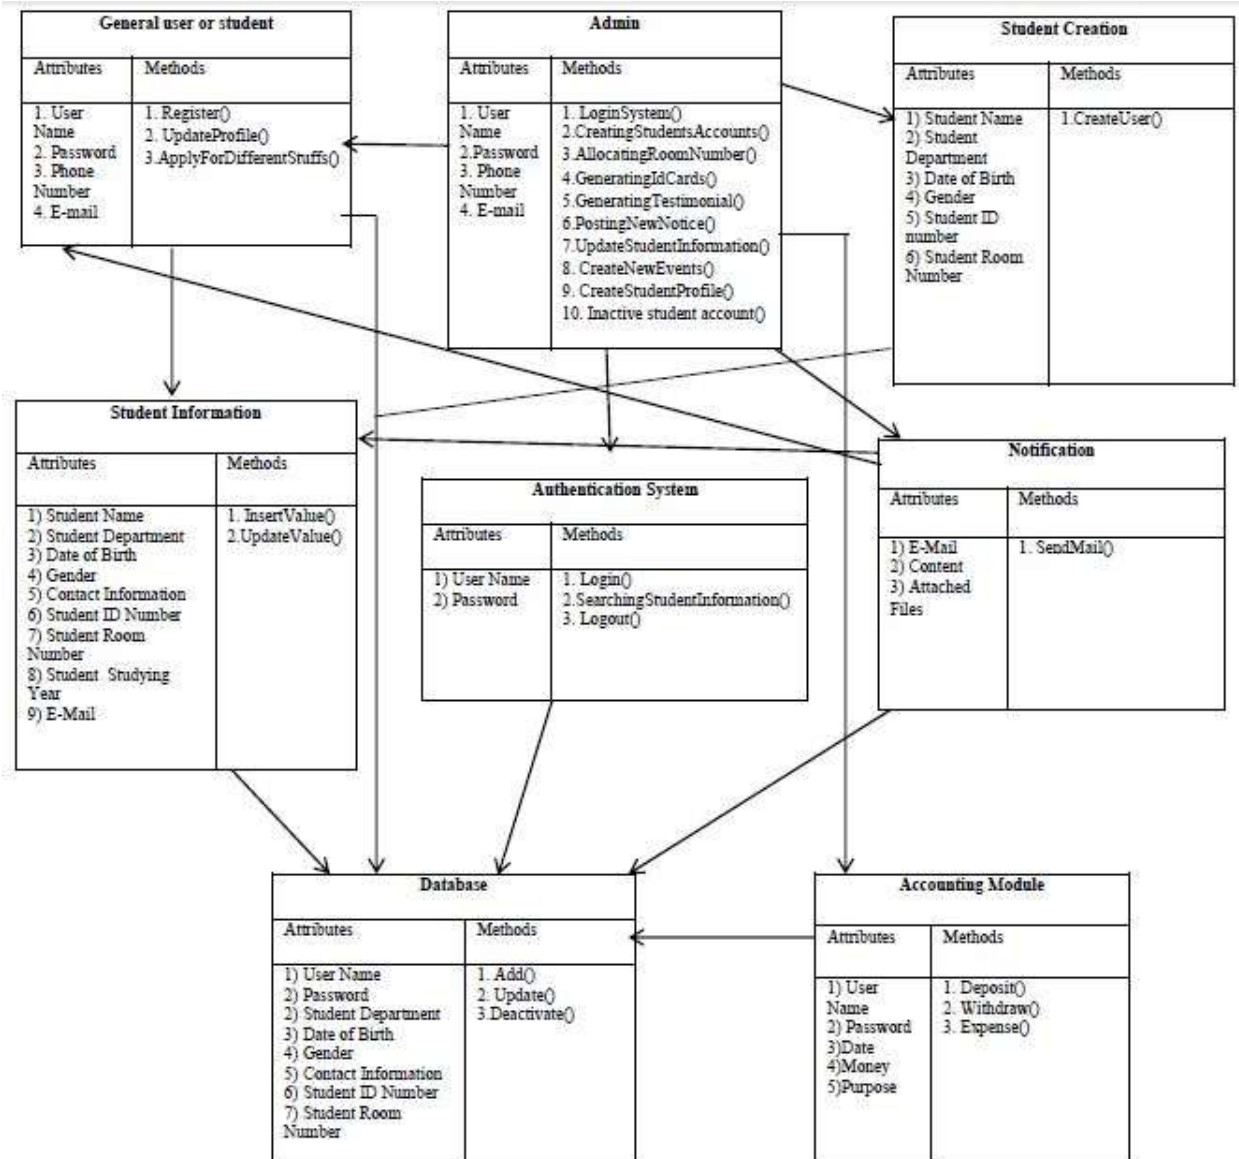 General user or student
Attributes
Methods
1. User
Name
2. Password
3. Phone
Number
4. E-mail
1. Register()
2. UpdateProfile()
3.ApplyForDifferentStuffs()
Admin
Attributes
Methods
1. User
Name
2.Password
3. Phone
Number
4. E-mail
1. LoginSystem()
2.CreatingStudentsAccounts()
3.AllocatingRoomNumber()
4.GeneratingIdCards()
5.GeneratingTestimonial()
6.PostingNewNotice()
7.UpdateStudentInformation()
8. CreateNewEvents()
9. CreateStudentProfile()
10. Inactive student account()
Student Creation
Attributes
Methods
1) Student Name
2) Student
Department
3) Date of Birth
4) Gender
5) Student ID
number
6) Student Room
Number
1.CreateUser()
Student Information
Attributes
Methods
1) Student Name
2) Student Department
3) Date of Birth
4) Gender
5) Contact Information
6) Student ID Number
7) Student Room
Number
8) Student Studying
Year
9) E-Mail
1. InsertValue()
2.UpdateValue()
Authentication System
Attributes
Methods
1) User Name
2) Password
1. Login()
2.SearchingStudentInformation()
3. Logout()
Notification
Attributes
Methods
1) E-Mail
2) Content
3) Attached
Files
1. SendMail()
Database
Attributes
Methods
1) User Name
2) Password
2) Student Department
3) Date of Birth
4) Gender
5) Contact Information
6) Student ID Number
7) Student Room
Number
1. Add()
2. Update()
3.Deactivate()
Accounting Module
Attributes
Methods
1) User
Name
2) Password
3)Date
4)Money
5)Purpose
1. Deposit()
2. Withdraw()
3. Expense()